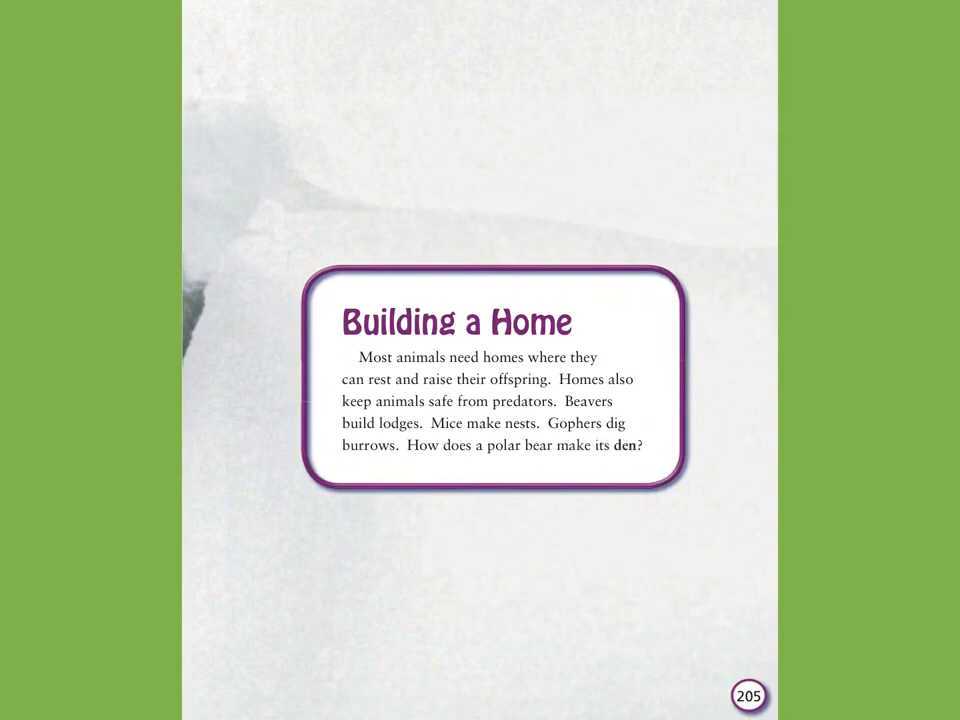 Building a Home
Most animals need homes where they
can rest and raise their offspring. Homes also
keep animals safe from predators. Beavers
build lodges. Mice make nests. Gophers dig
burrows. How does a polar bear make its den?
205